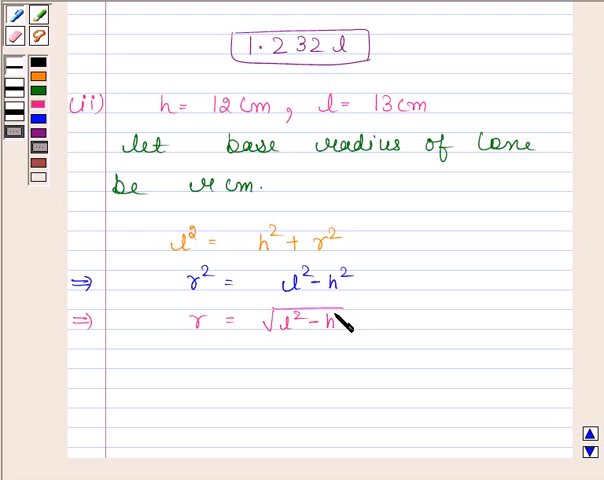 1.232 l
(ii) h = 12 cm, l = 13 cm
let base radius of cone
be r cm.
l² = h² + r²
⇒ r² = l² - h²
⇒ r = √l² - h